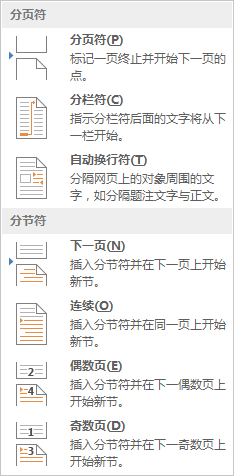 分页符
分页符(P)
标记一页终止并开始下一页的
点。
分栏符(C)
指示分栏符后面的文字将从下
一栏开始。
自动换行符(T)
分隔网页上的对象周围的文
字，如分隔题注文字与正文。
分节符
下一页(N)
插入分节符并在下一页上开始
新节。
连续(O)
插入分节符并在同一页上开始
新节。
2
4
偶数页(E)
插入分节符并在下一偶数页上
开始新节。
1
3
奇数页(D)
插入分节符并在下一奇数页上
开始新节。